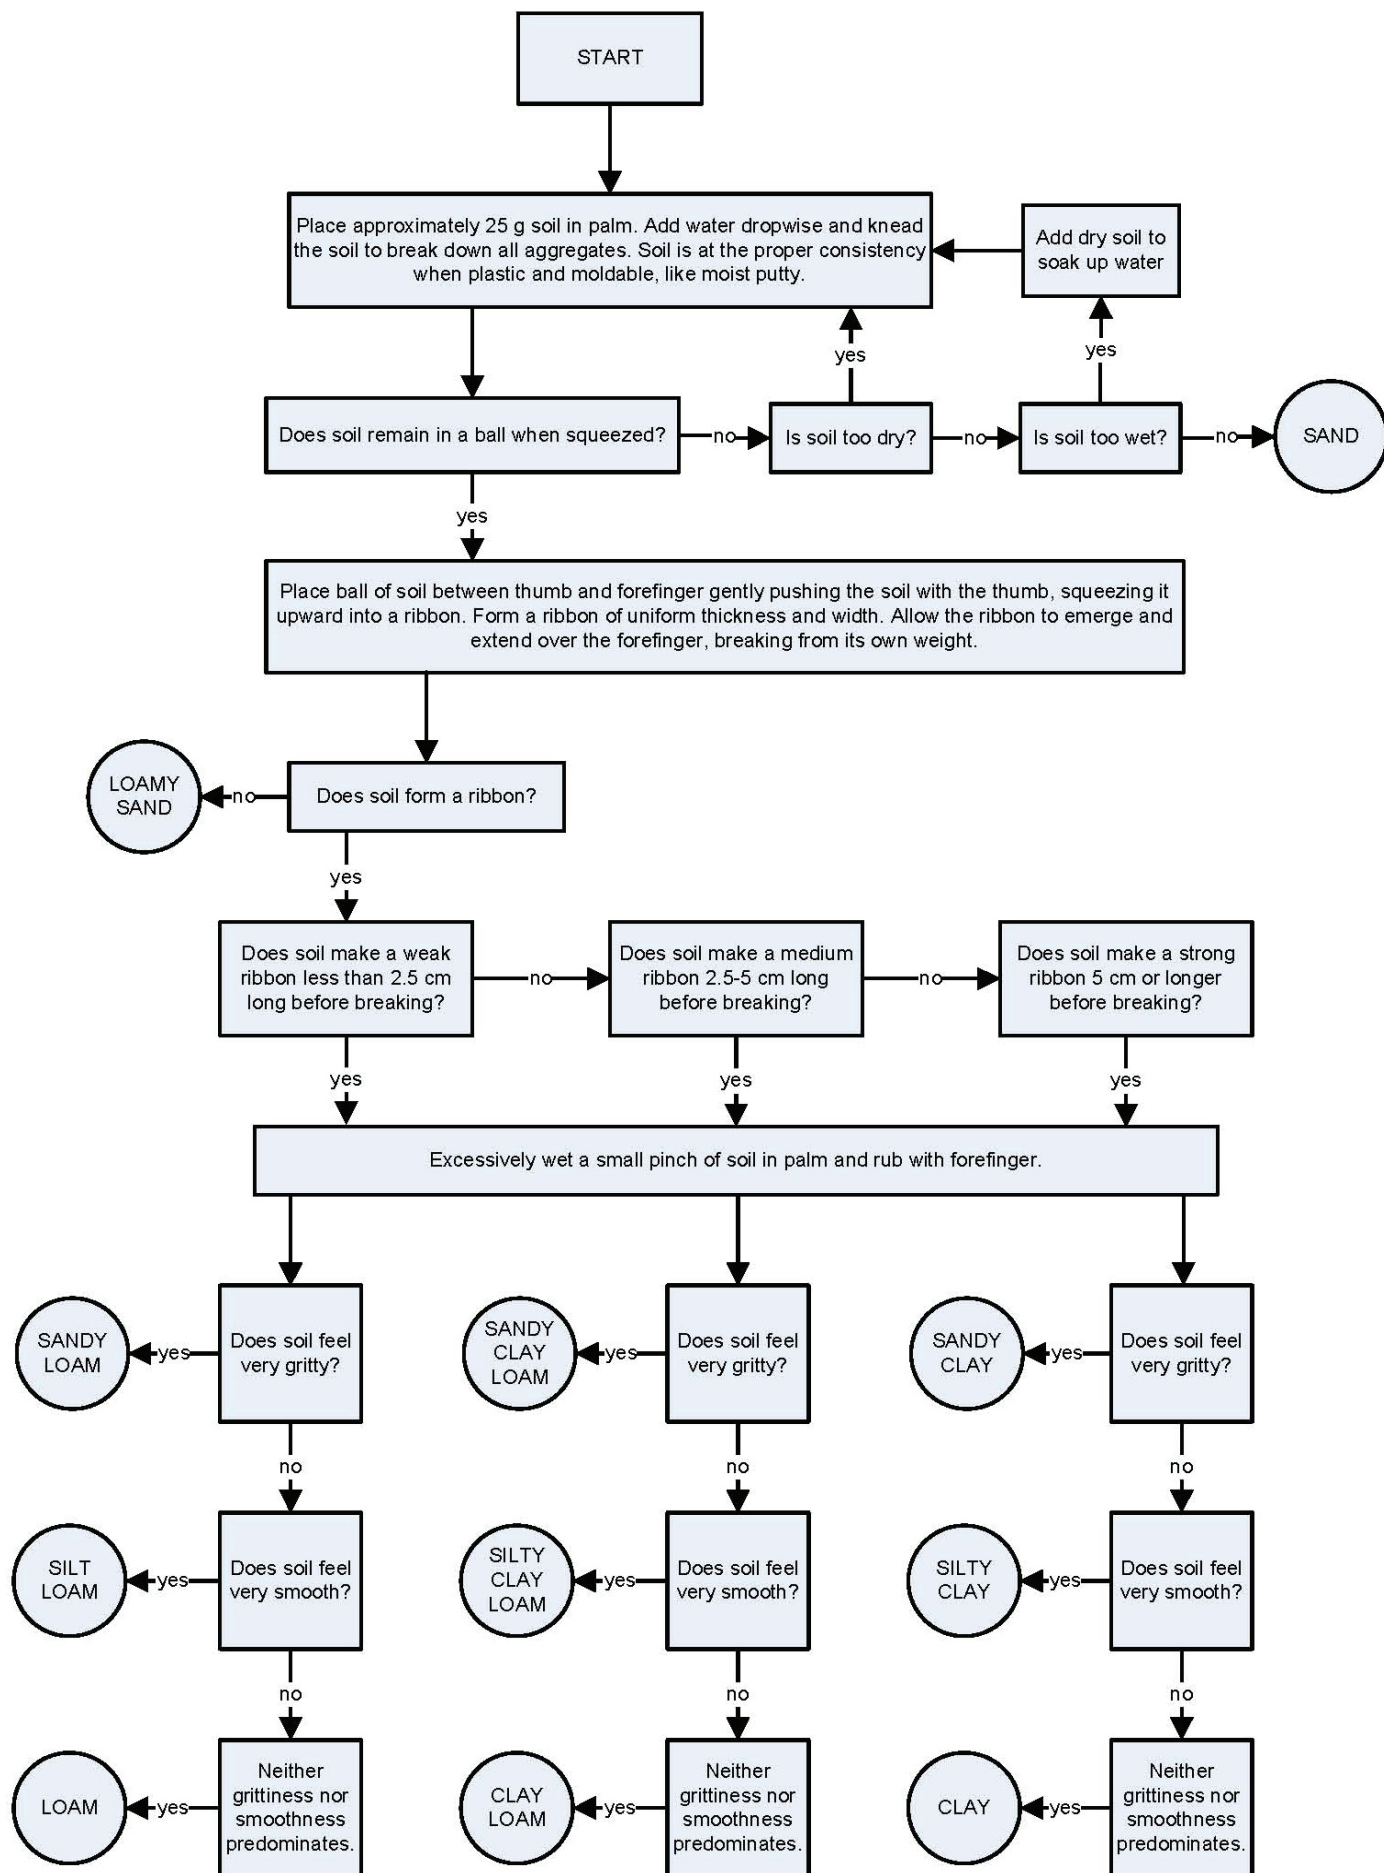 START
Place approximately 25 g soil in palm. Add water dropwise and knead
the soil to break down all aggregates. Soil is at the proper consistency
when plastic and moldable, like moist putty.
Add dry soil to
soak up water
yes
yes
Does soil remain in a ball when squeezed?
no
Is soil too dry?
no
Is soil too wet?
no
SAND
yes
Place ball of soil between thumb and forefinger gently pushing the soil with the thumb, squeezing it
upward into a ribbon. Form a ribbon of uniform thickness and width. Allow the ribbon to emerge and
extend over the forefinger, breaking from its own weight.
LOAMY
SAND
no
Does soil form a ribbon?
yes
Does soil make a weak
ribbon less than 2.5 cm
long before breaking?
no
Does soil make a medium
ribbon 2.5-5 cm long
before breaking?
no
Does soil make a strong
ribbon 5 cm or longer
before breaking?
yes
yes
yes
Excessively wet a small pinch of soil in palm and rub with forefinger.
SANDY
LOAM
yes
Does soil feel
very gritty?
SANDY
CLAY
LOAM
yes
Does soil feel
very gritty?
SANDY
CLAY
yes
Does soil feel
very gritty?
no
no
no
SILT
LOAM
yes
Does soil feel
very smooth?
SILTY
CLAY
LOAM
yes
Does soil feel
very smooth?
SILTY
CLAY
yes
Does soil feel
very smooth?
no
no
no
LOAM
yes
Neither
grittiness nor
smoothness
predominates.
CLAY
LOAM
yes
Neither
grittiness nor
smoothness
predominates.
CLAY
yes
Neither
grittiness nor
smoothness
predominates.